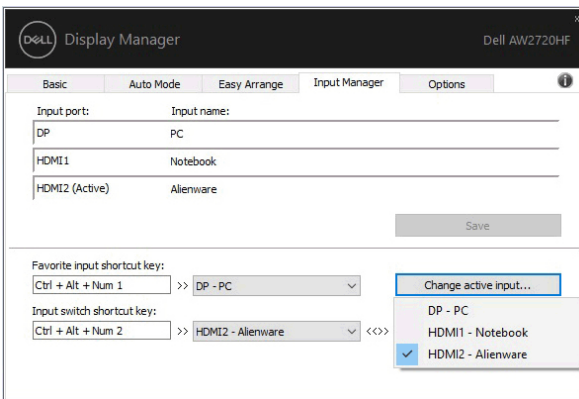 DELL Display Manager Dell AW2720HF
Basic Auto Mode Easy Arrange Input Manager Options
Input port: Input name:
DP PC
HDMI1 Notebook
HDMI2 (Active) Alienware
Save
Favorite input shortcut key:
Ctrl + Alt + Num 1 >> DP - PC Change active input...
Input switch shortcut key:
Ctrl + Alt + Num 2 >> HDMI2 - Alienware <<>>
DP - PC
HDMI1 - Notebook
HDMI2 - Alienware